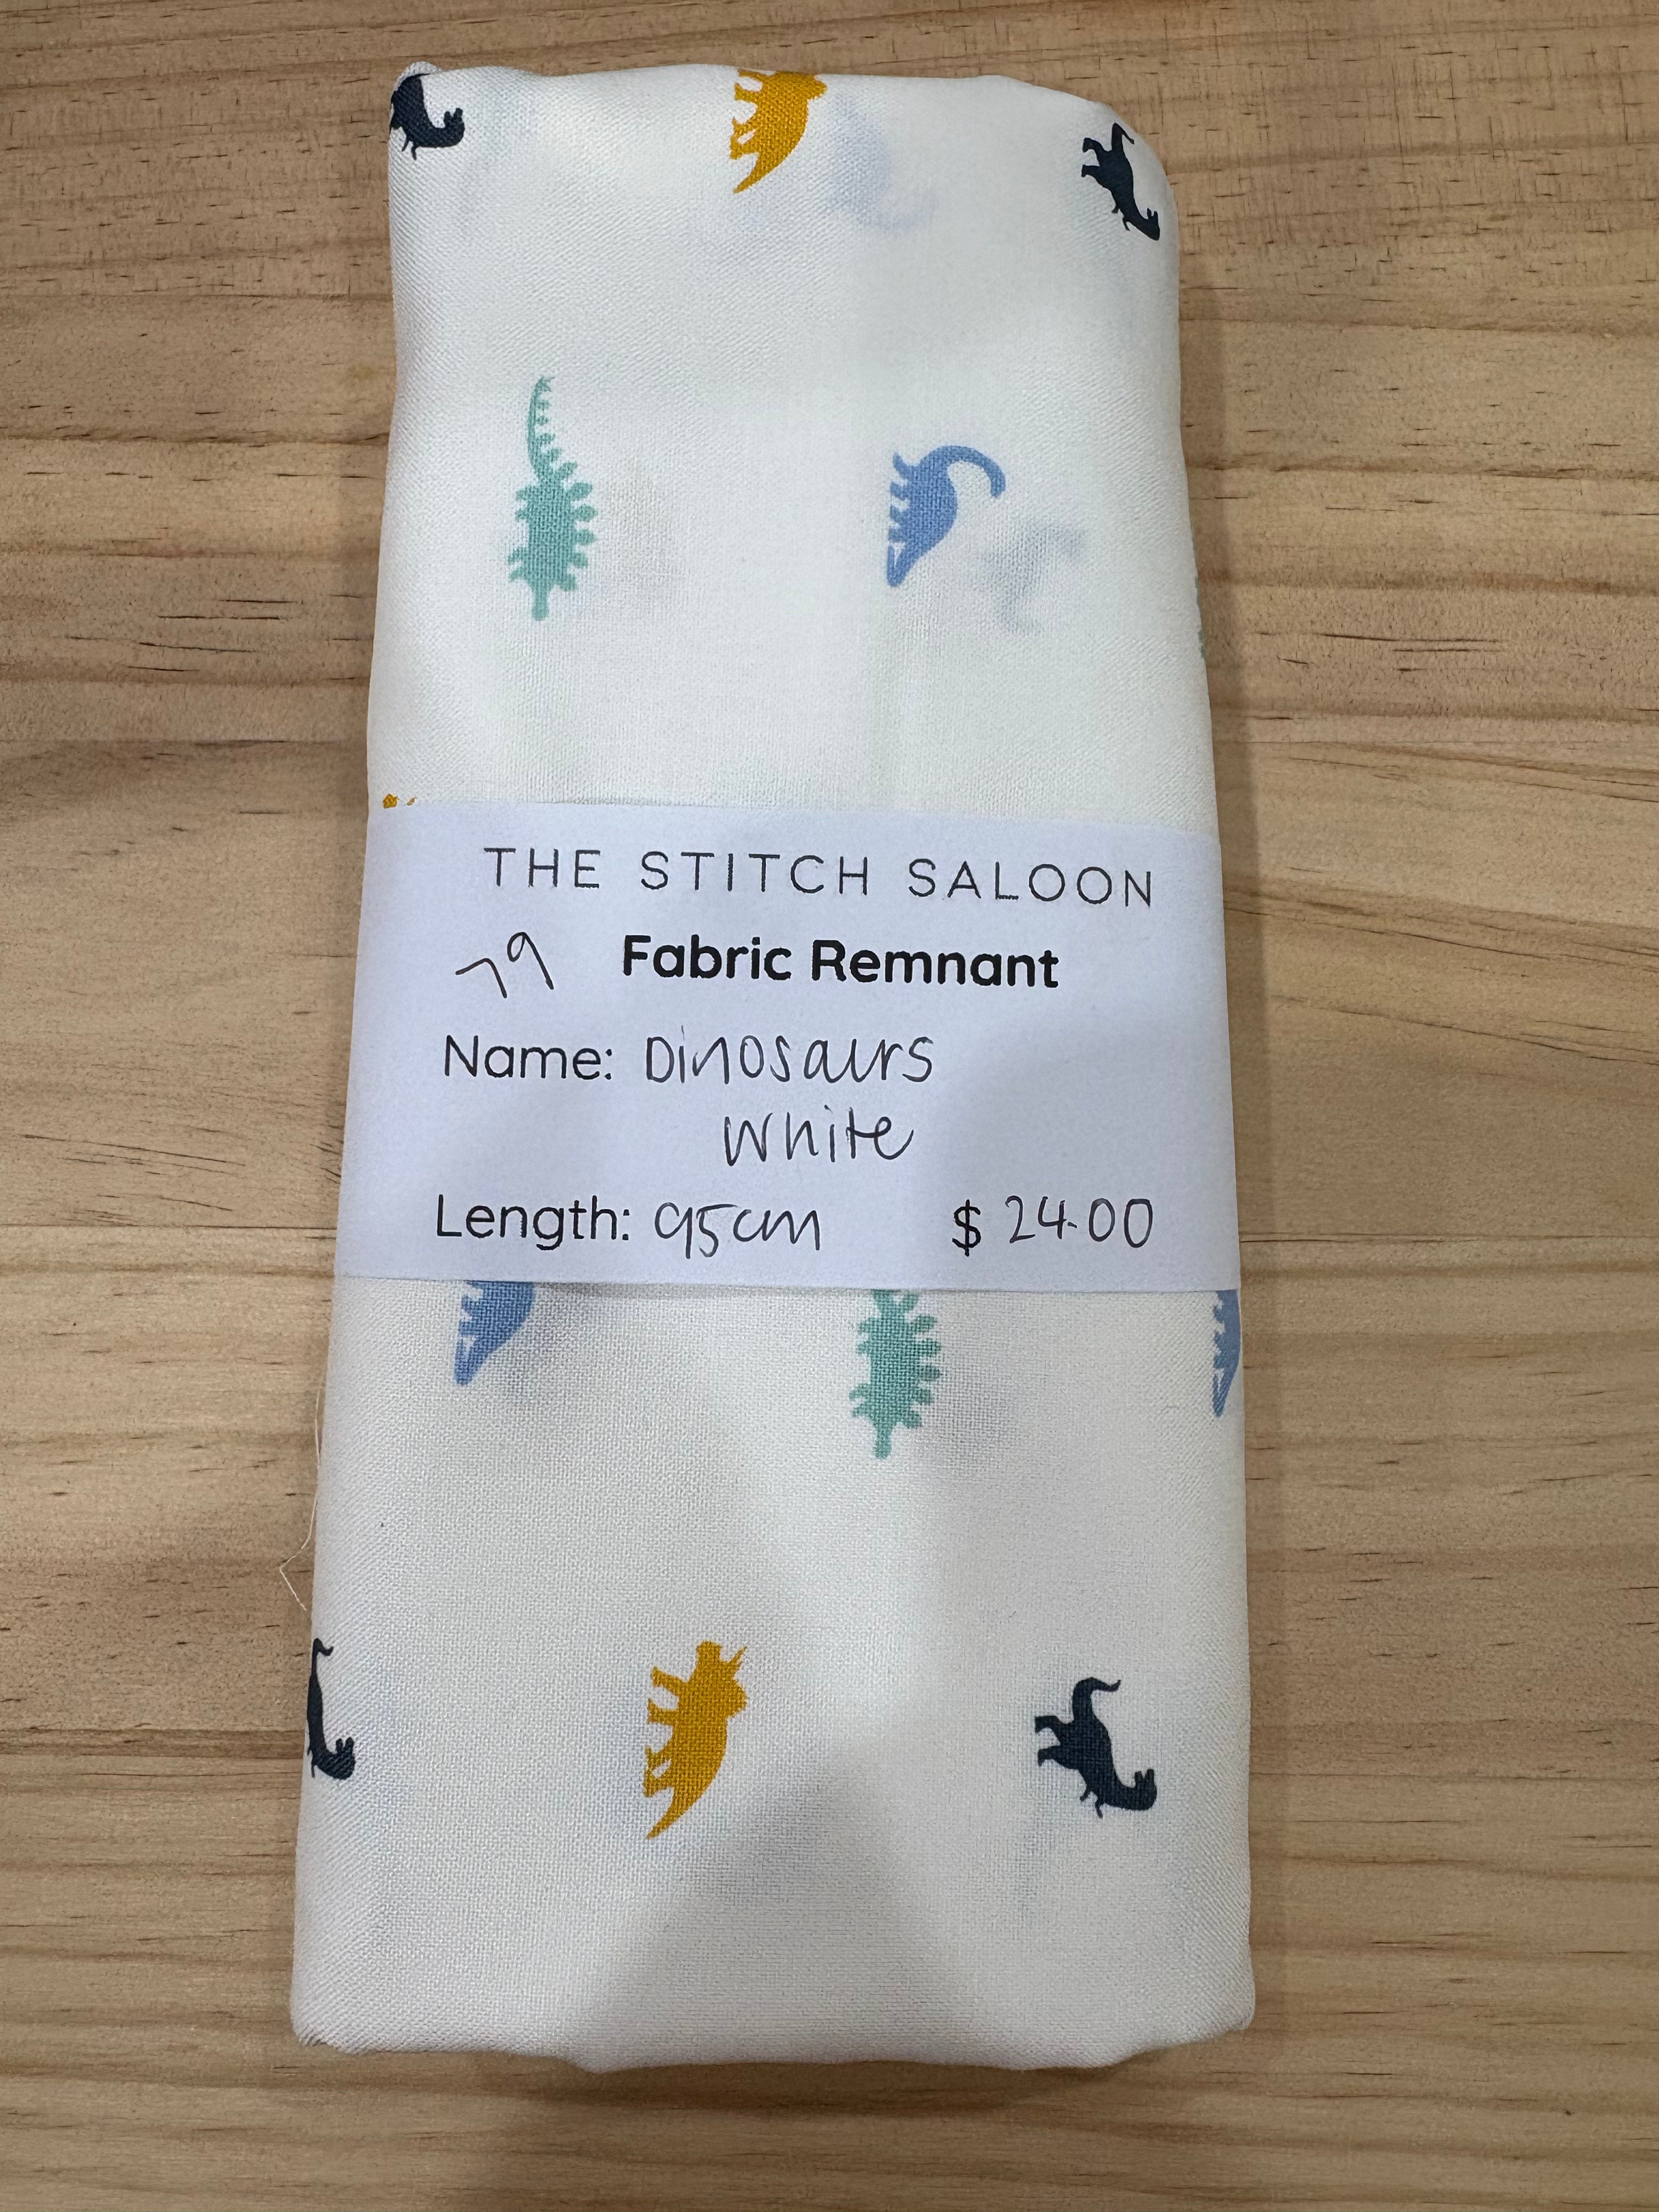 THE STITCH SALOON
79 Fabric Remnant
Name: Dinosaurs
White
Length: 95cm $ 24.00